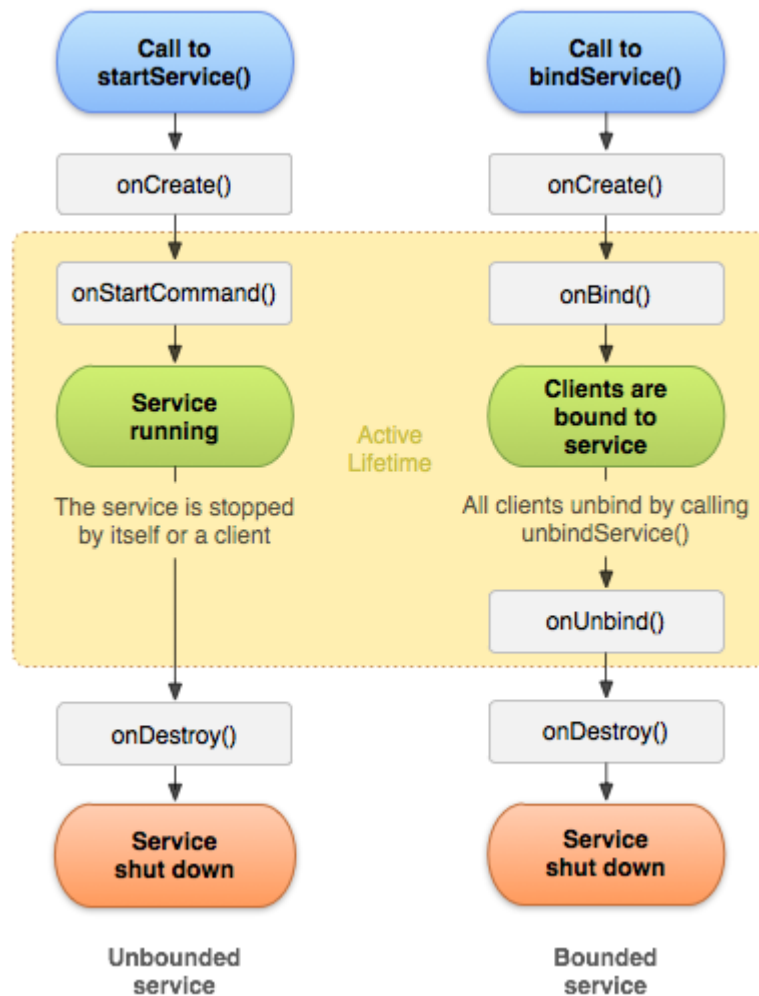 Call to
startService()
onCreate()
onStartCommand()
Service
running
The service is stopped
by itself or a client
onDestroy()
Service
shut down
Unbounded
service
Active
Lifetime
Call to
bindService()
onCreate()
onBind()
Clients are
bound to
service
All clients unbind by calling
unbindService()
onUnbind()
onDestroy()
Service
shut down
Bounded
service